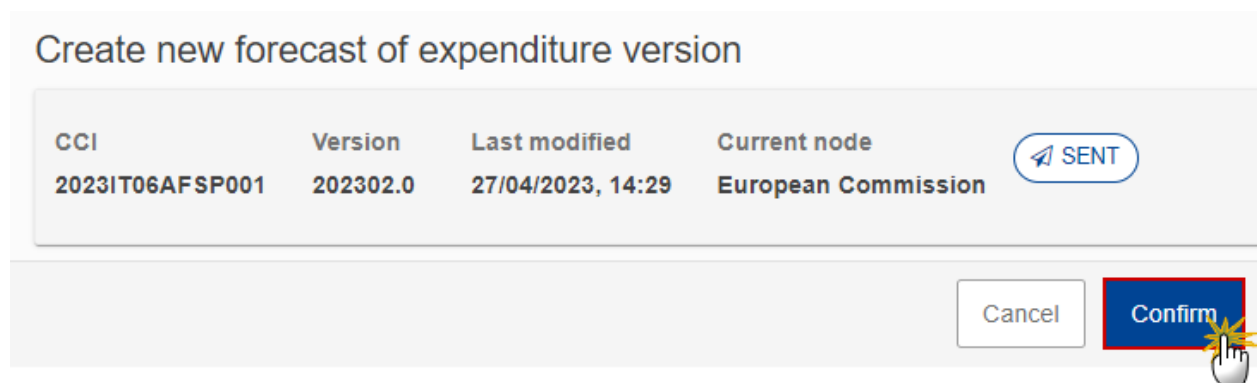 Create new forecast of expenditure version
CCI Version Last modified Current node SENT
2023IT06AFSP001 202302.0 27/04/2023, 14:29 European Commission
Cancel Confirm